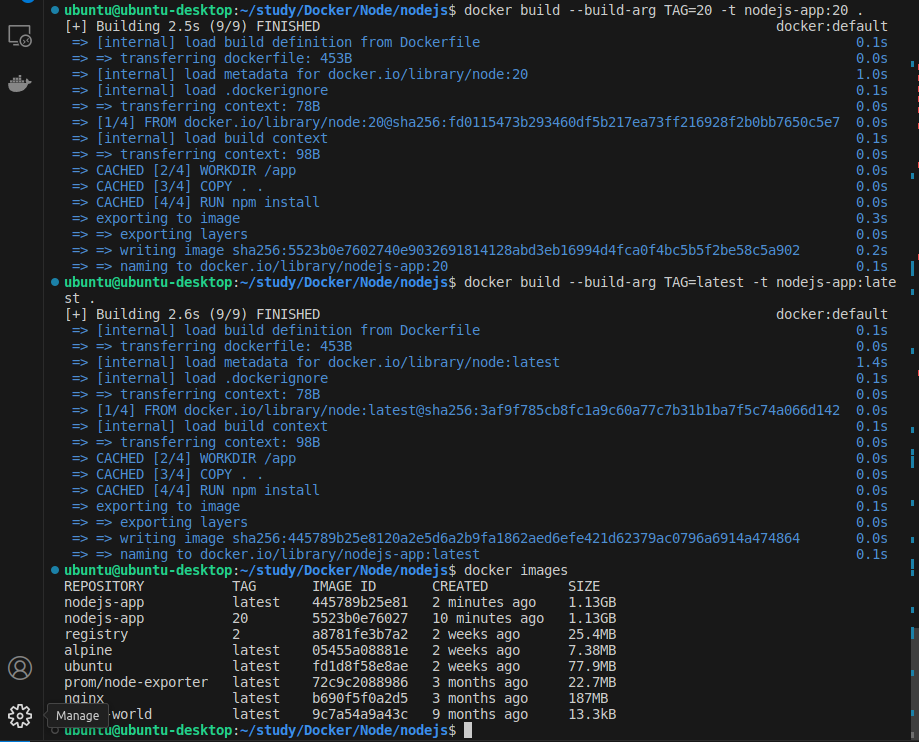 ubuntu@ubuntu-desktop:~/study/Docker/Node/nodejs$ docker build --build-arg TAG=20 -t nodejs-app:20 .
[+] Building 2.5s (9/9) FINISHED docker:default
=> [internal] load build definition from Dockerfile 0.1s
=> => transferring dockerfile: 453B 0.0s
=> [internal] load metadata for docker.io/library/node:20 1.0s
=> [internal] load .dockerignore 0.1s
=> => transferring context: 78B 0.0s
=> [1/4] FROM docker.io/library/node:20@sha256:fd0115473b293460df5b217ea73ff216928f2b0bb7650c5e7 0.0s
=> [internal] load build context 0.1s
=> => transferring context: 98B 0.0s
=> CACHED [2/4] WORKDIR /app 0.0s
=> CACHED [3/4] COPY . . 0.0s
=> CACHED [4/4] RUN npm install 0.0s
=> exporting to image 0.3s
=> => exporting layers 0.0s
=> => writing image sha256:5523b0e7602740e9032691814128abd3eb16994d4fca0f4bc5b5f2be58c5a902 0.2s
=> => naming to docker.io/library/nodejs-app:20 0.1s
ubuntu@ubuntu-desktop:~/study/Docker/Node/nodejs$ docker build --build-arg TAG=latest -t nodejs-app:late
st .
[+] Building 2.6s (9/9) FINISHED docker:default
=> [internal] load build definition from Dockerfile 0.1s
=> => transferring dockerfile: 453B 0.0s
=> [internal] load metadata for docker.io/library/node:latest 1.4s
=> [internal] load .dockerignore 0.1s
=> => transferring context: 78B 0.0s
=> [1/4] FROM docker.io/library/node:latest@sha256:3af9f785cb8fc1a9c60a77c7b31b1ba7f5c74a066d142 0.0s
=> [internal] load build context 0.1s
=> => transferring context: 98B 0.0s
=> CACHED [2/4] WORKDIR /app 0.0s
=> CACHED [3/4] COPY . . 0.0s
=> CACHED [4/4] RUN npm install 0.0s
=> exporting to image 0.1s
=> => exporting layers 0.0s
=> => writing image sha256:445789b25e8120a2e5d6a2b9fa1862aed6efe421d62379ac0796a6914a474864 0.0s
=> => naming to docker.io/library/nodejs-app:latest 0.1s
ubuntu@ubuntu-desktop:~/study/Docker/Node/nodejs$ docker images
REPOSITORY TAG IMAGE ID CREATED SIZE
nodejs-app latest 445789b25e81 2 minutes ago 1.13GB
nodejs-app 20 5523b0e76027 10 minutes ago 1.13GB
registry 2 a8781fe3b7a2 2 weeks ago 25.4MB
alpine latest 05455a08881e 2 weeks ago 7.38MB
ubuntu latest fd1d8f58e8ae 2 weeks ago 77.9MB
prom/node-exporter latest 72c9c2088986 3 months ago 22.7MB
nginx latest b690f5f0a2d5 3 months ago 187MB
Manage -world latest 9c7a54a9a43c 9 months ago 13.3kB
ubuntu@ubuntu-desktop:~/study/Docker/Node/nodejs$